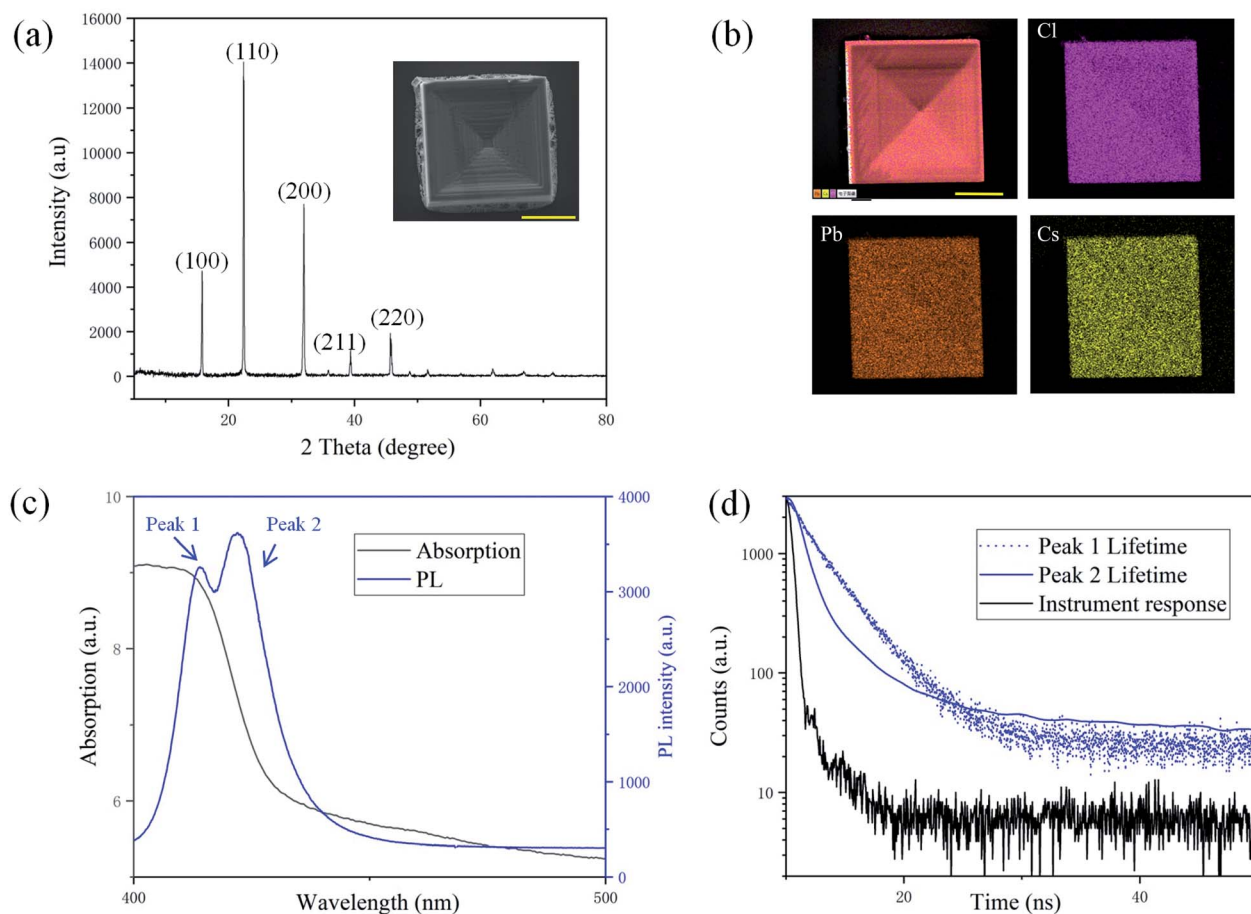 (a)
16000
14000
12000
10000
8000
6000
4000
2000
0
Intensity (a.u)
(100)
(110)
(200)
(211)
(220)
20
40
60
80
2 Theta (degree)
(b)
Cl
Pb
Cs
(c)
10
8
6
Absorption (a.u.)
Peak 1
Peak 2
Absorption
PL
4000
3000
2000
1000
0
PL intensity (a.u.)
400
500
Wavelength (nm)
(d)
1000
100
10
Counts (a.u.)
Peak 1 Lifetime
Peak 2 Lifetime
Instrument response
20
40
Time (ns)